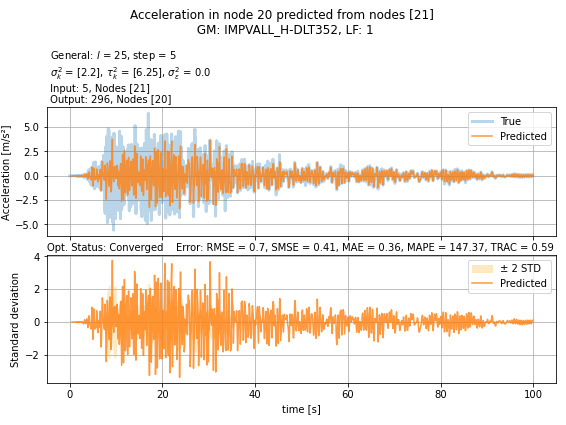 Acceleration in node 20 predicted from nodes [21]
GM: IMPVALL_H-DLT352, LF: 1
General: l = 25, step = 5
σ²ₖ = [2.2], τ²ₖ = [6.25], σ²ε = 0.0
Input: 5, Nodes [21]
Output: 296, Nodes [20]
Acceleration [m/s²]
5.0
2.5
0.0
−2.5
−5.0
True
Predicted
Opt. Status: Converged Error: RMSE = 0.7, SMSE = 0.41, MAE = 0.36, MAPE = 147.37, TRAC = 0.59
Standard deviation
4
2
0
−2
± 2 STD
Predicted
0 20 40 60 80 100
time [s]